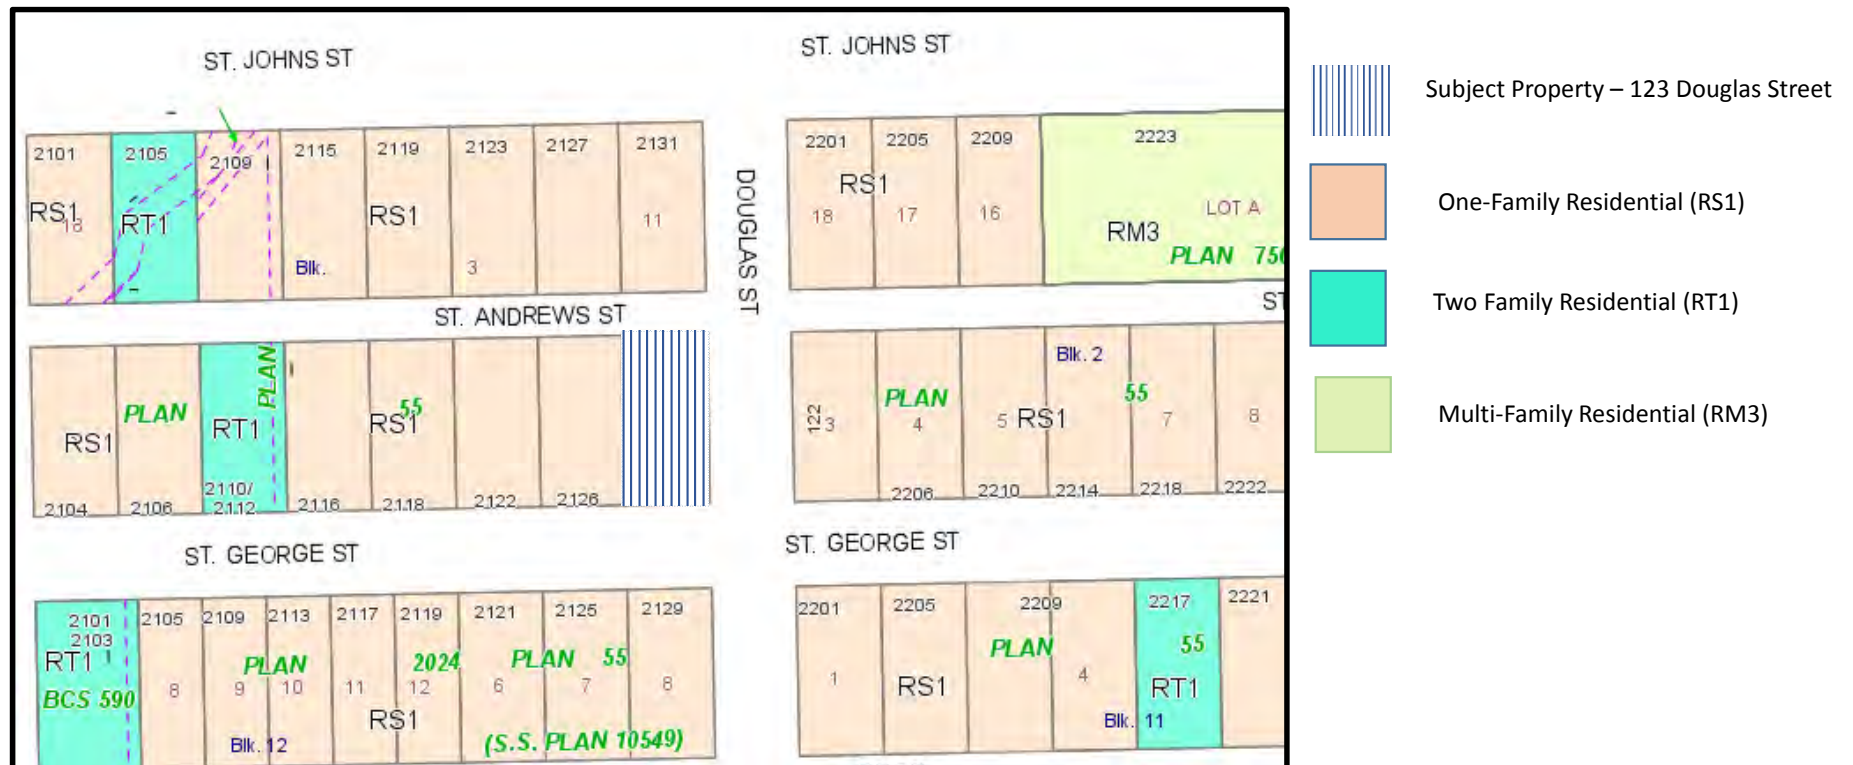 ST. JOHNS ST
ST. JOHNS ST
2101
2105
2109
2115
2119
2123
2127
2131
RS1
18
RT1
RS1
11
Blk.
3
DOUGLAS ST
2201
2205
2209
2223
RS1
18
17
16
LOT A
RM3
PLAN 750
ST. ANDREWS ST
ST
PLAN
PLAN
55
RS1
RT1
RS1
2104
2106
2110/
2112
2116
2118
2122
2126
Blk. 2
PLAN
55
122
3
4
5
RS1
7
8
2206
2210
2214
2218
2222
ST. GEORGE ST
ST. GEORGE ST
2101
2103
2105
2109
2113
2117
2119
2121
2125
2129
RT1
PLAN
2024
PLAN 55
BCS 590
8
9
10
11
12
6
7
8
RS1
Blk. 12
(S.S. PLAN 10549)
2201
2205
2209
2217
2221
PLAN
55
1
RS1
4
RT1
Blk. 11
Subject Property – 123 Douglas Street
One-Family Residential (RS1)
Two Family Residential (RT1)
Multi-Family Residential (RM3)